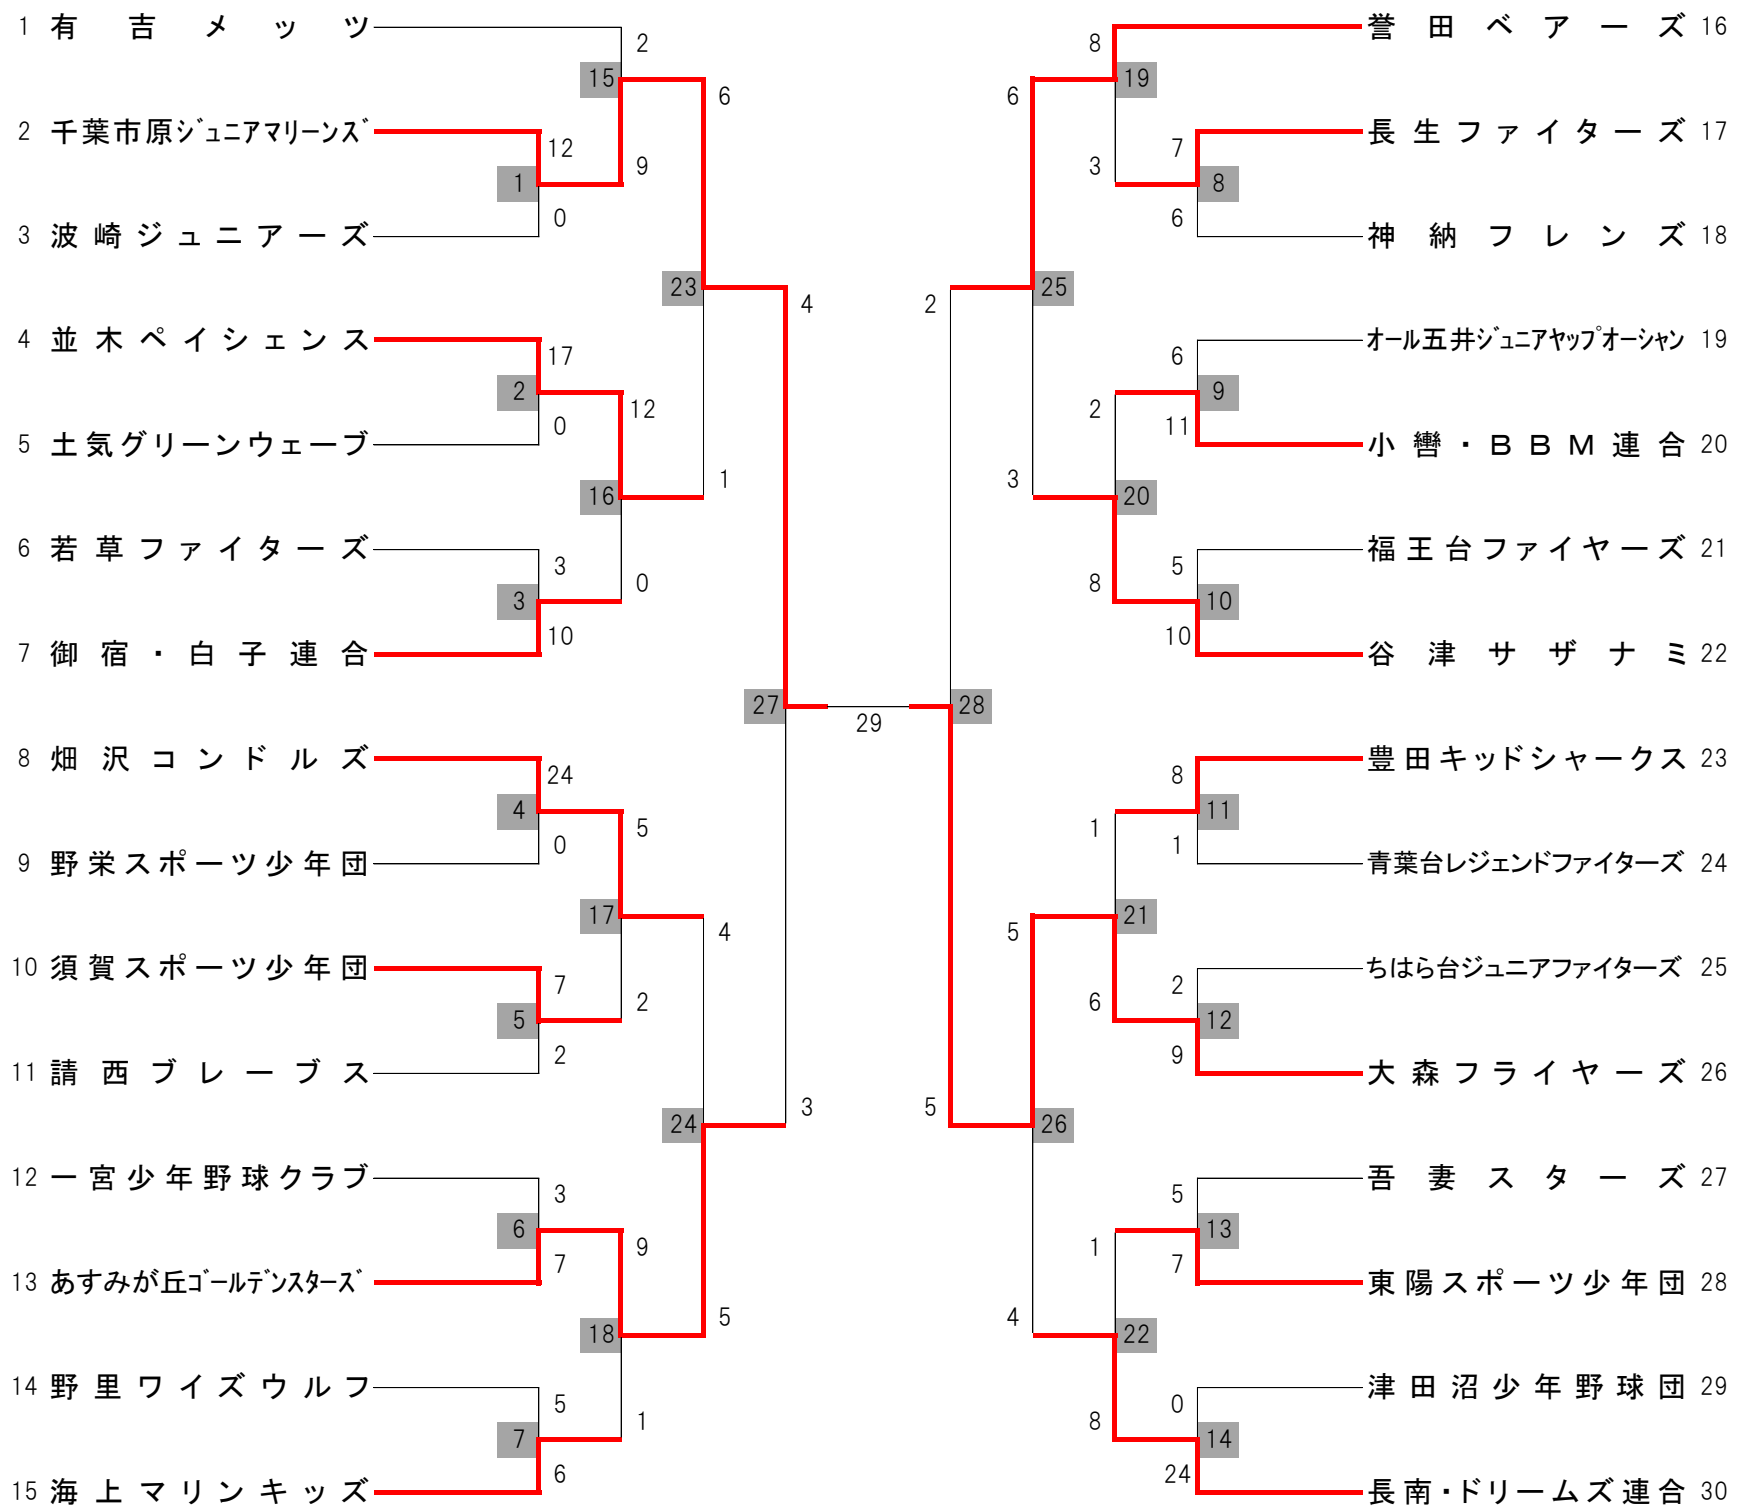 1 有吉メッツ
2
15
6
2 千葉市原ジュニアマリーンズ
12
9
1
0
3 波崎ジュニアーズ
23
4
4 並木ペイシェンス
17
2
12
0
5 土気グリーンウェーブ
1
16
6 若草ファイターズ
3
0
3
10
7 御宿・白子連合
27
29
8 畑沢コンドルズ
24
4
5
0
9 野栄スポーツ少年団
17
4
10 須賀スポーツ少年団
7
2
5
2
11 請西ブレーブス
3
24
12 一宮少年野球クラブ
3
6
9
7
13 あすみが丘ゴールデンスターズ
5
18
14 野里ワイズウルフ
5
1
7
6
15 海上マリンキッズ
誉田ベアーズ 16
8
19
6
長生ファイターズ 17
7
3
8
6
神納フレンズ 18
25
2
オール五井ジュニアヤップオーシャン 19
6
9
2
11
小轡・BBM連合 20
3
20
福王台ファイヤーズ 21
5
8
10
10
谷津サザナミ 22
28
豊田キッドシャークス 23
8
11
1
1
青葉台レジェンドファイターズ 24
21
5
ちはら台ジュニアファイターズ 25
2
6
12
9
大森フライヤーズ 26
5
26
吾妻スターズ 27
5
13
1
7
東陽スポーツ少年団 28
4
22
津田沼少年野球団 29
0
8
14
24
長南・ドリームズ連合 30